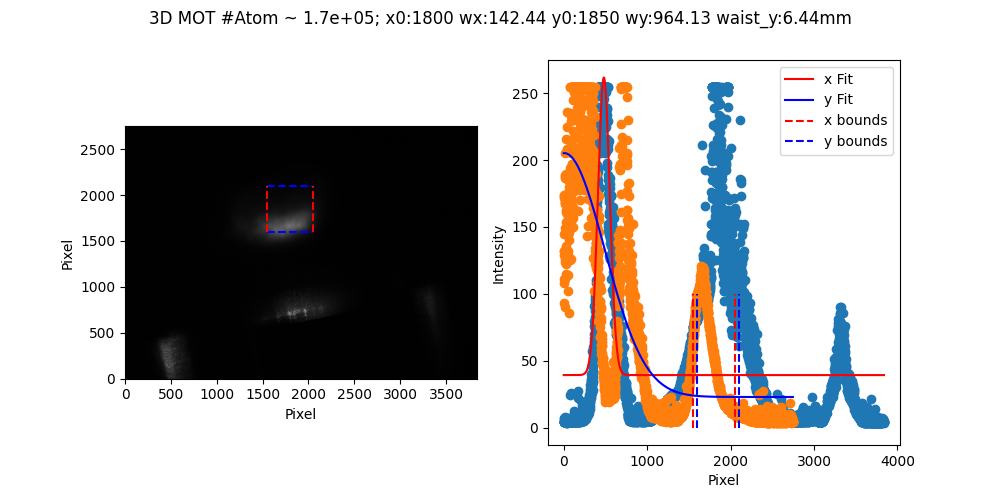 3D MOT #Atom ~ 1.7e+05; x0:1800 wx:142.44 y0:1850 wy:964.13 waist_y:6.44mm
2500
2000
1500
1000
500
0
Pixel
0 500 1000 1500 2000 2500 3000 3500
Pixel
250
200
150
100
50
0
Intensity
0 1000 2000 3000 4000
Pixel
x Fit
y Fit
x bounds
y bounds